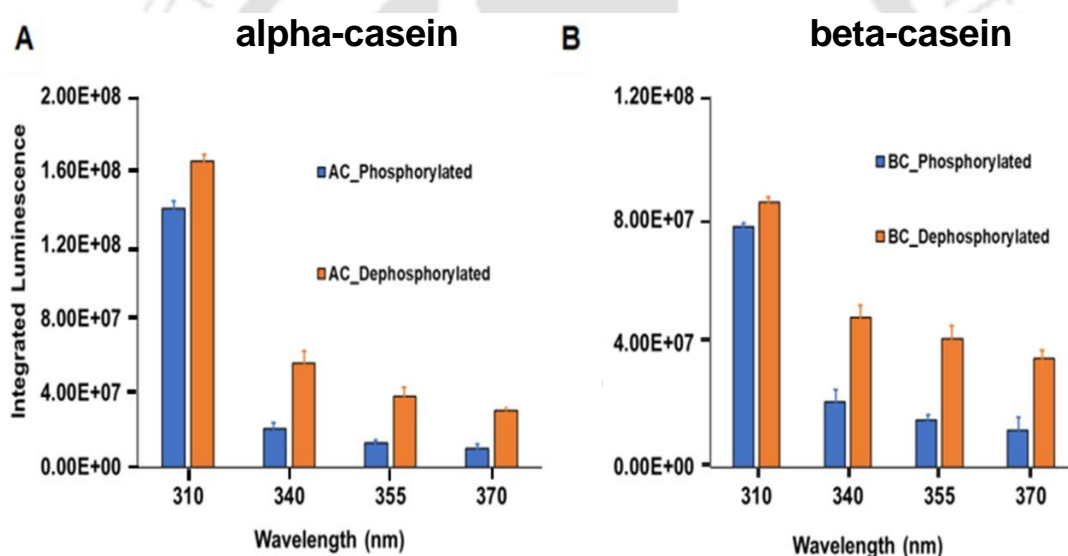 A
alpha-casein
B
beta-casein
Integrated Luminescence
2.00E+08
1.60E+08
1.20E+08
8.00E+07
4.00E+07
0.00E+00
AC_Phosphorylated
AC_Dephosphorylated
310 340 355 370
Wavelength (nm)
1.20E+08
8.00E+07
4.00E+07
0.00E+00
BC_Phosphorylated
BC_Dephosphorylated
310 340 355 370
Wavelength (nm)